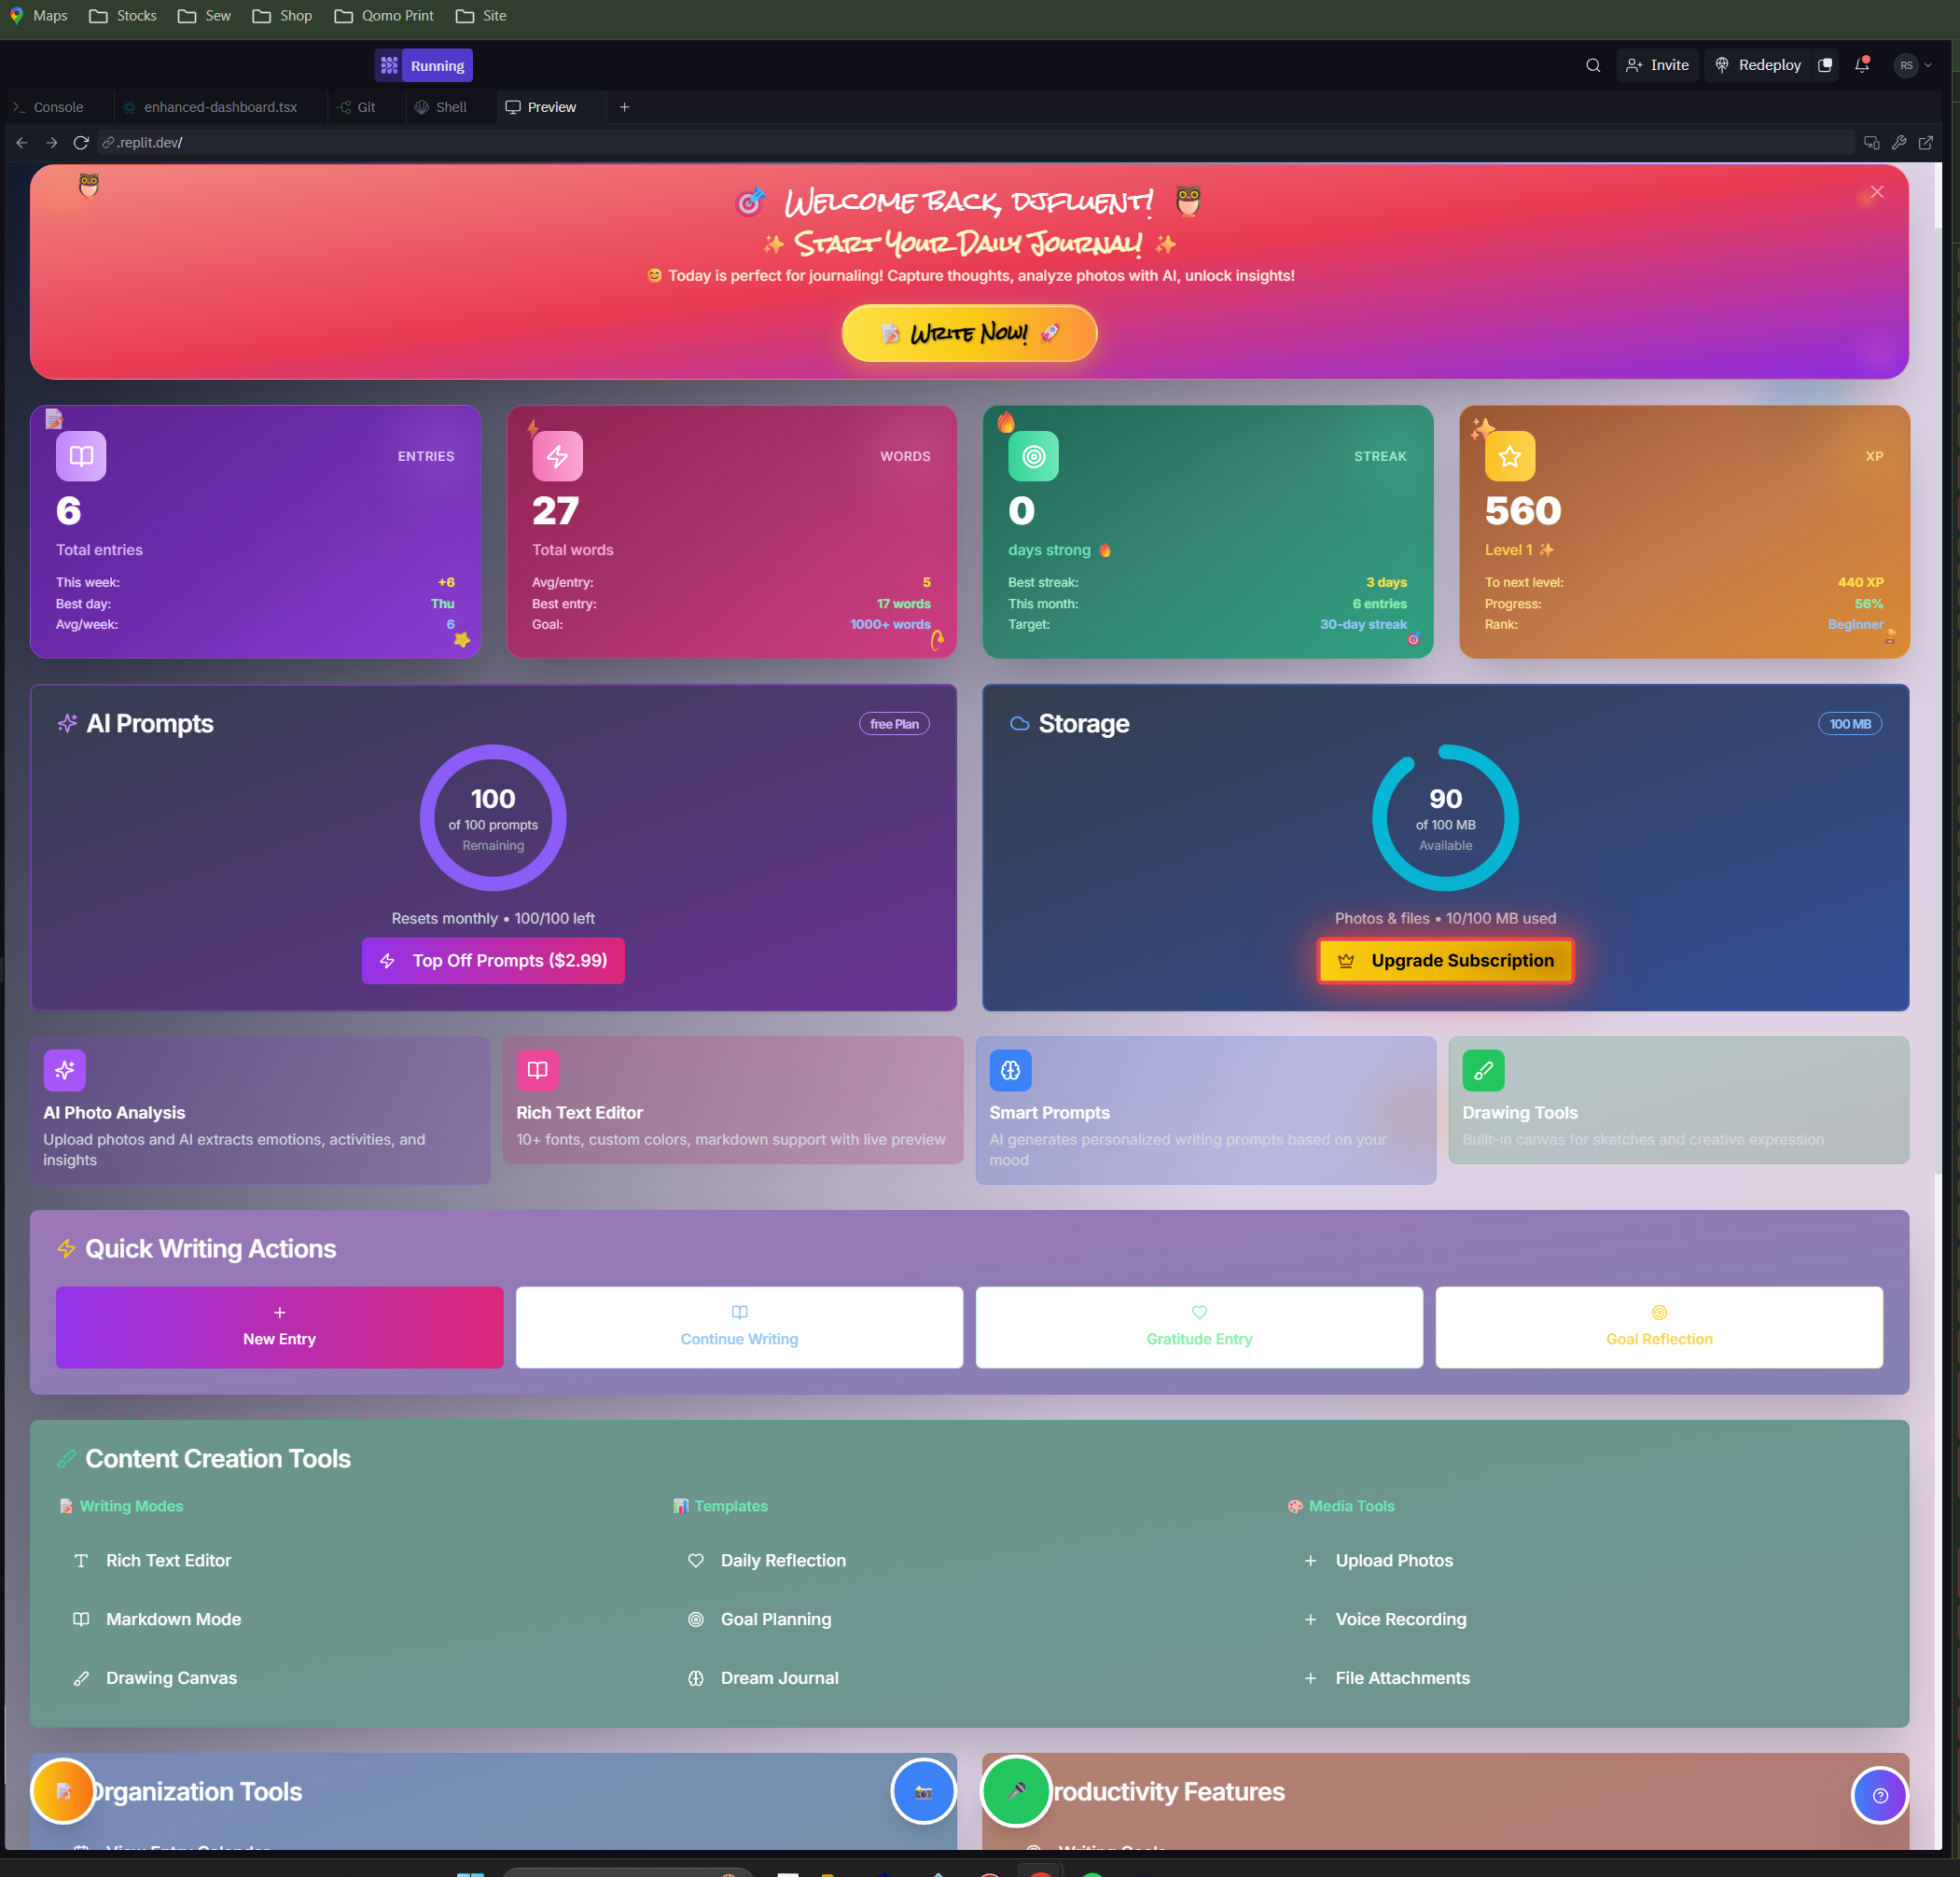 Maps
Stocks
Sew
Shop
Qomo Print
Site
Running
Invite
Redeploy
RS
Console
enhanced-dashboard.tsx
Git
Shell
Preview
.replit.dev/
Welcome back, djfluent!
Start Your Daily Journal!
Today is perfect for journaling! Capture thoughts, analyze photos with AI, unlock insights!
Write Now!
ENTRIES
6
Total entries
This week: +6
Best day: Thu
Avg/week: 6
WORDS
27
Total words
Avg/entry: 5
Best entry: 17 words
Goal: 1000+ words
STREAK
0
days strong
Best streak: 3 days
This month: 6 entries
Target: 30-day streak
XP
560
Level 1
To next level: 440 XP
Progress: 56%
Rank: Beginner
AI Prompts
free Plan
100
of 100 prompts
Remaining
Resets monthly • 100/100 left
Top Off Prompts ($2.99)
Storage
100 MB
90
of 100 MB
Available
Photos & files • 10/100 MB used
Upgrade Subscription
AI Photo Analysis
Upload photos and AI extracts emotions, activities, and
insights
Rich Text Editor
10+ fonts, custom colors, markdown support with live preview
Smart Prompts
AI generates personalized writing prompts based on your
mood
Drawing Tools
Built-in canvas for sketches and creative expression
Quick Writing Actions
New Entry
Continue Writing
Gratitude Entry
Goal Reflection
Content Creation Tools
Writing Modes
Rich Text Editor
Markdown Mode
Drawing Canvas
Templates
Daily Reflection
Goal Planning
Dream Journal
Media Tools
Upload Photos
Voice Recording
File Attachments
Organization Tools
View Entry Calendar
roductivity Features
Writing Goals